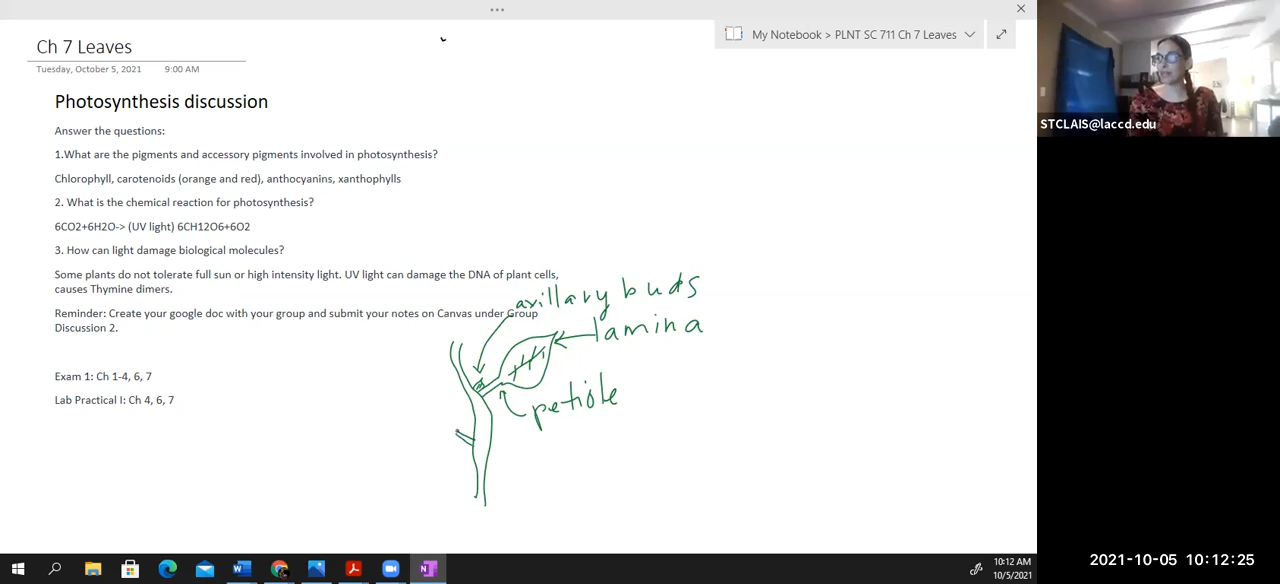 Ch 7 Leaves
Tuesday, October 5, 2021 9:00 AM
My Notebook > PLNT SC 711 Ch 7 Leaves
Photosynthesis discussion
Answer the questions:
1.What are the pigments and accessory pigments involved in photosynthesis?
Chlorophyll, carotenoids (orange and red), anthocyanins, xanthophylls
2. What is the chemical reaction for photosynthesis?
6CO2+6H2O-> (UV light) 6CH12O6+6O2
3. How can light damage biological molecules?
Some plants do not tolerate full sun or high intensity light. UV light can damage the DNA of plant cells,
causes Thymine dimers.
Reminder: Create your google doc with your group and submit your notes on Canvas under Group
Discussion 2.
Exam 1: Ch 1-4, 6, 7
Lab Practical I: Ch 4, 6, 7
axillary buds
lamina
petiole
STCLAIS@laccd.edu
10:12 AM
10/5/2021
2021-10-05 10:12:25